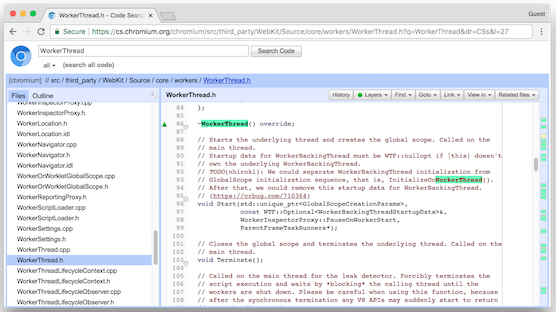 WorkerThread.h - Code Sear
Guest
Secure https://cs.chromium.org/chromium/src/third_party/WebKit/Source/core/workers/WorkerThread.h?q=WorkerThread&dr=CSs&l=27
WorkerThread
Search Code
all (search all code)
[chromium] // src / third_party / WebKit / Source / core / workers / WorkerThread.h
Files Outline
WorkerThread.h
History Layers Find Goto Link View in Related files
WorkerInspectorProxy.cpp
WorkerInspectorProxy.h
WorkerLocation.h
WorkerLocation.idl
WorkerNavigator.cpp
WorkerNavigator.h
WorkerNavigator.idl
WorkerOrWorkletGlobalScope.cpp
WorkerOrWorkletGlobalScope.h
WorkerReportingProxy.h
WorkerScriptLoader.cpp
WorkerScriptLoader.h
WorkerSettings.cpp
WorkerSettings.h
WorkerThread.cpp
WorkerThread.h
WorkerThreadLifecycleContext.cpp
WorkerThreadLifecycleContext.h
WorkerThreadLifecycleObserver.cpp
WorkerThreadLifecycleObserver.h
84 };
85
86 ~WorkerThread() override;
87
88 // Starts the underlying thread and creates the global scope. Called on the
89 // main thread.
90 // Startup data for WorkerBackingThread must be WTF::nullopt if |this| doesn't
91 // own the underlying WorkerBackingThread.
92 // TODO(nhiroki): We could separate WorkerBackingThread initialization from
93 // GlobalScope initialization sequence, that is, InitializeOnWorkerThread().
94 // After that, we could remove this startup data for WorkerBackingThread.
95 // (https://crbug.com/710364)
96 void Start(std::unique_ptr<GlobalScopeCreationParams>,
97 const WTF::Optional<WorkerBackingThreadStartupData>&,
98 WorkerInspectorProxy::PauseOnWorkerStart,
99 ParentFrameTaskRunners*);
100
101 // Closes the global scope and terminates the underlying thread. Called on the
102 // main thread.
103 void Terminate();
104
105 // Called on the main thread for the leak detector. Forcibly terminates the
106 // script execution and waits by *blocking* the calling thread until the
107 // workers are shut down. Please be careful when using this function, because
108 // after the synchronous termination any V8 APIs may suddenly start to return